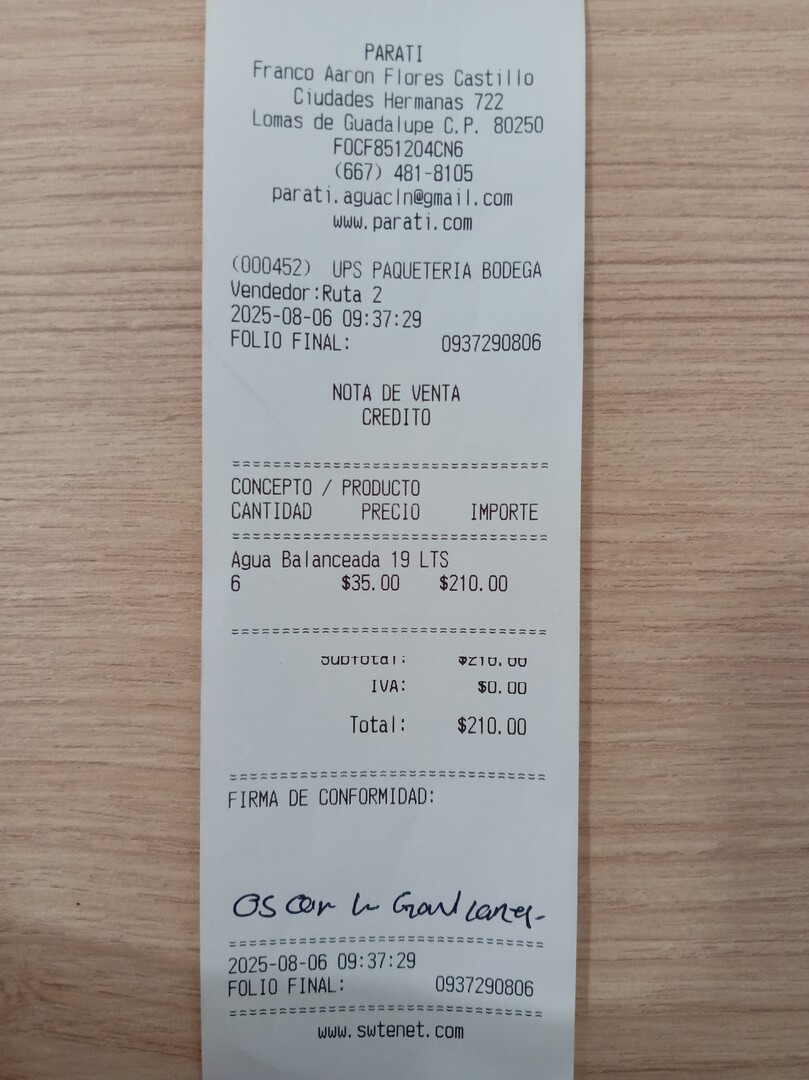 PARATI
Franco Aaron Flores Castillo
Ciudades Hermanas 722
Lomas de Guadalupe C.P. 80250
FOCF851204CN6
(667) 481-8105
parati.aguacln@gmail.com
www.parati.com
(000452) UPS PAQUETERIA BODEGA
Vendedor:Ruta 2
2025-08-06 09:37:29
FOLIO FINAL: 0937290806
NOTA DE VENTA
CREDITO
==============================
CONCEPTO / PRODUCTO
CANTIDAD PRECIO IMPORTE
==============================
Agua Balanceada 19 LTS
6 $35.00 $210.00
==============================
Subtotal: $210.00
IVA: $0.00
Total: $210.00
==============================
FIRMA DE CONFORMIDAD:
Oscar
==============================
2025-08-06 09:37:29
FOLIO FINAL: 0937290806
==============================
www.swtenet.com